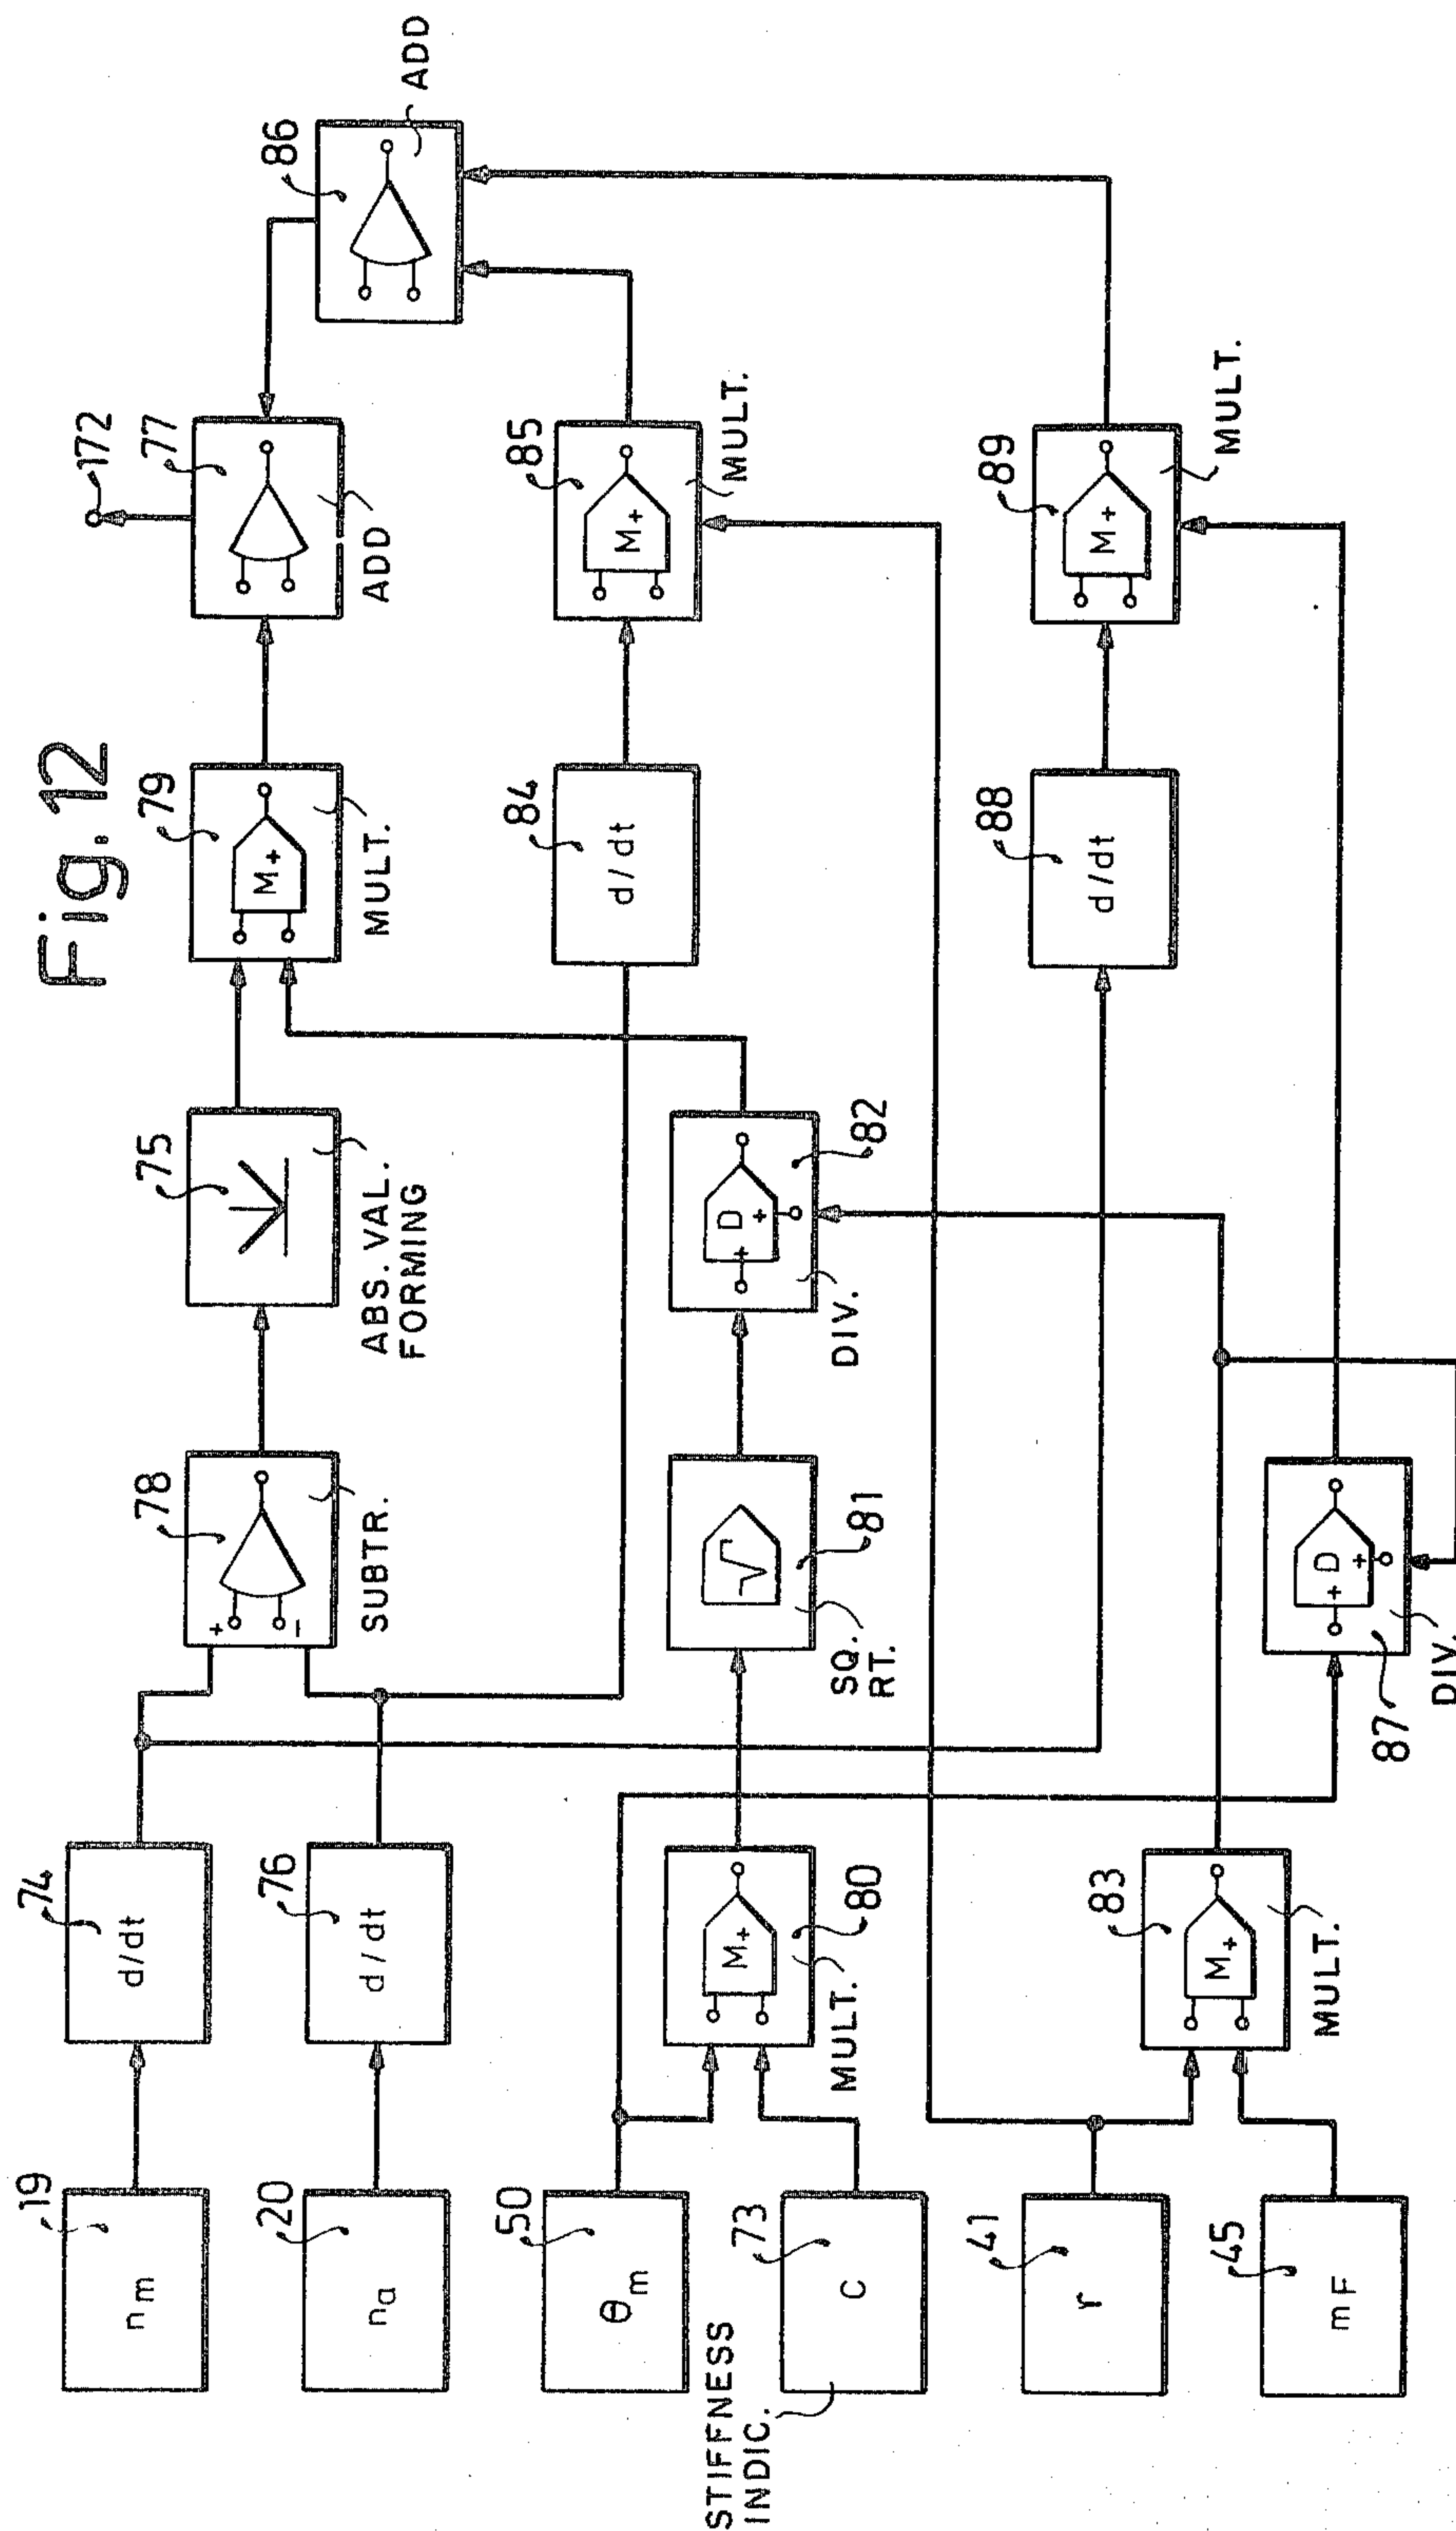 Fig. 12
19
n m
74
d/dt
20
n a
76
d/dt
78
+
−
SUBTR.
75
ABS. VAL.
FORMING
79
M +
MULT.
77
ADD
172
86
ADD
50
θ m
STIFFNESS
INDIC.
73
C
80
M +
MULT.
81
√
SQ.
RT.
82
+ D
+
DIV.
84
d/dt
85
M +
MULT.
41
r
45
m F
83
M +
MULT.
87
+ D
+
DIV.
88
d/dt
89
M +
MULT.